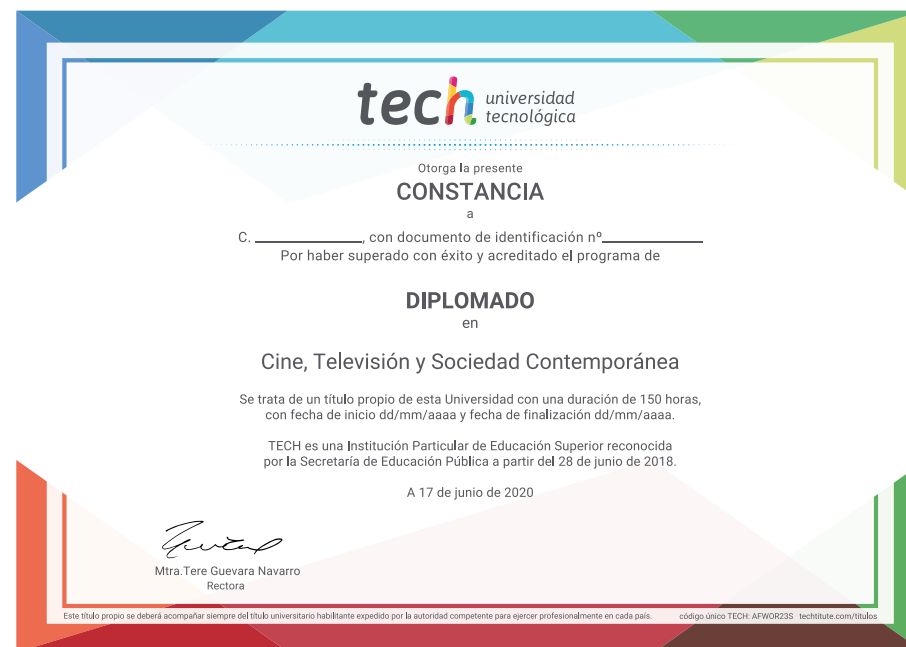 tech universidad
tecnológica
Otorga la presente
CONSTANCIA
a
C. ____________, con documento de identificación nº____________
Por haber superado con éxito y acreditado el programa de
DIPLOMADO
en
Cine, Televisión y Sociedad Contemporánea
Se trata de un título propio de esta Universidad con una duración de 150 horas,
con fecha de inicio dd/mm/aaaa y fecha de finalización dd/mm/aaaa.
TECH es una Institución Particular de Educación Superior reconocida
por la Secretaría de Educación Pública a partir del 28 de junio de 2018.
A 17 de junio de 2020
Mtra.Tere Guevara Navarro
Rectora
Este título propio se deberá acompañar siempre del título universitario habilitante expedido por la autoridad competente para ejercer profesionalmente en cada país. código único TECH: AFWOR23S techtitute.com/titulos